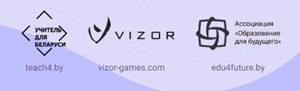 УЧИТЕЛЬ
ДЛЯ
БЕЛАРУСИ
teach4.by
VIZOR
vizor-games.com
Ассоциация
«Образование
для будущего»
edu4future.by